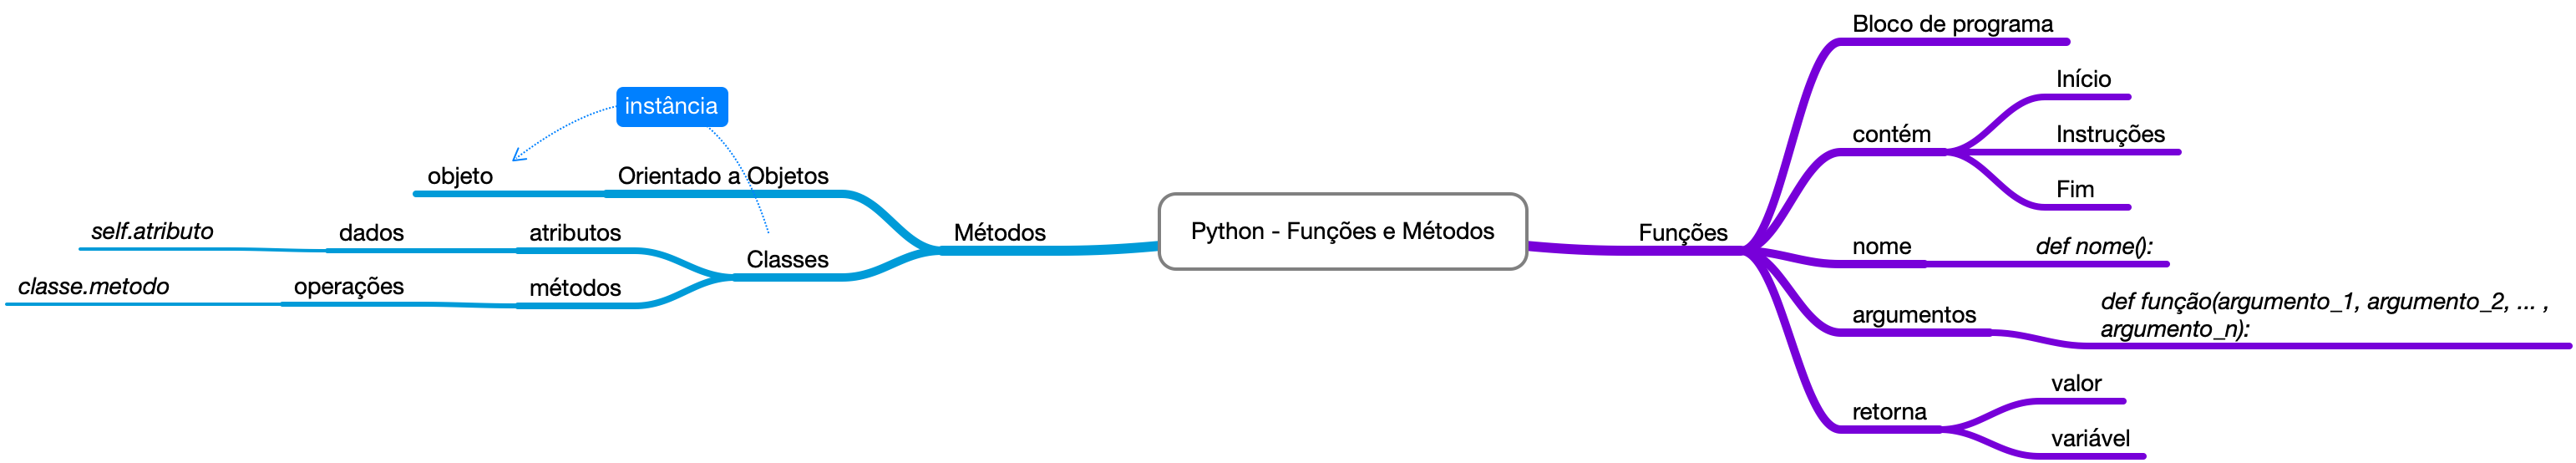 Python - Funções e Métodos
Funções
Bloco de programa
contém
Início
Instruções
Fim
nome
def nome():
argumentos
def função(argumento_1, argumento_2, ... ,
argumento_n):
retorna
valor
variável
Métodos
Orientado a Objetos
objeto
instância
Classes
atributos
dados
self.atributo
métodos
operações
classe.metodo